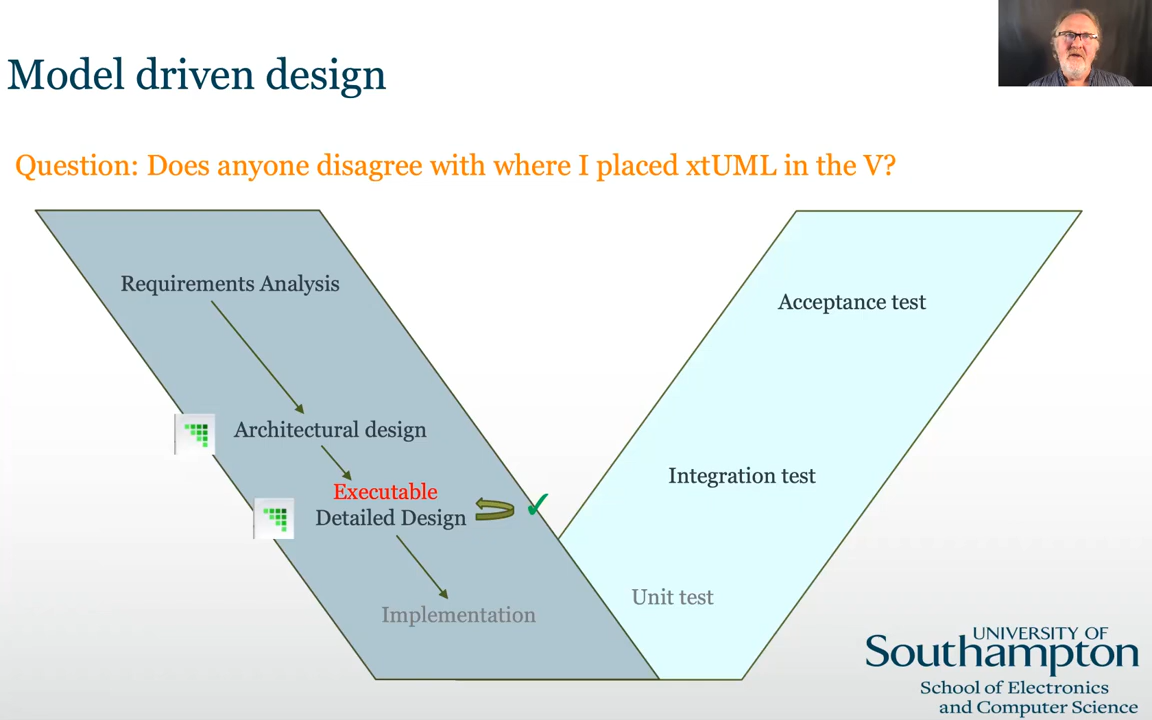 Model driven design
Question: Does anyone disagree with where I placed xtUML in the V?
Requirements Analysis
Acceptance test
Architectural design
Integration test
Executable
Detailed Design
Unit test
Implementation
UNIVERSITY OF
Southampton
School of Electronics
and Computer Science